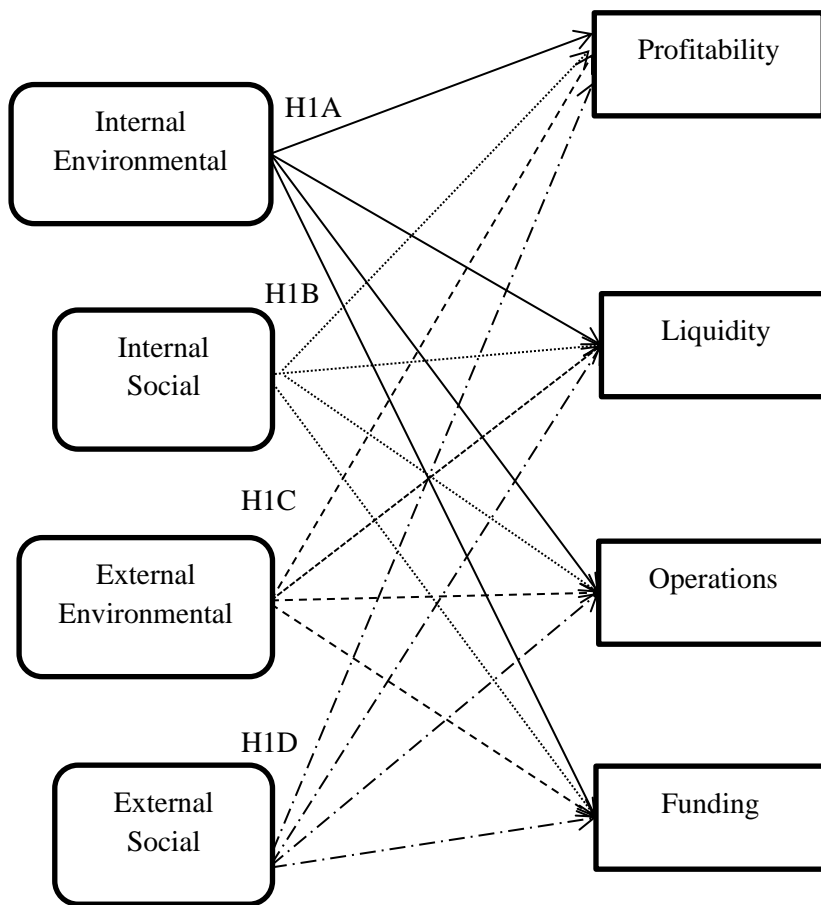 Profitability
H1A
Internal
Environmental
H1B
Liquidity
Internal
Social
H1C
Operations
External
Environmental
H1D
Funding
External
Social